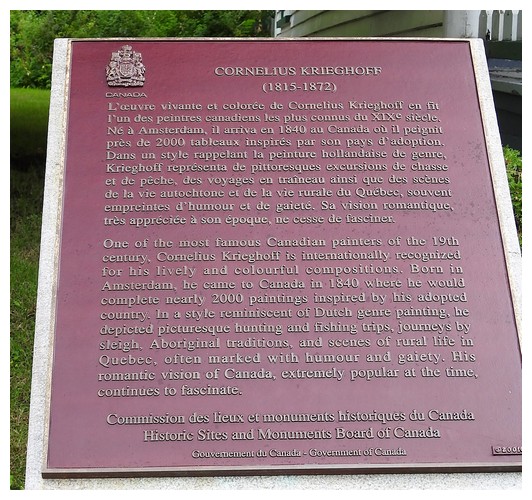 CANADA
CORNELIUS KRIEGHOFF
(1815-1872)
L'œuvre vivante et colorée de Cornelius Krieghoff en fit
l'un des peintres canadiens les plus connus du XIXe siècle.
Né à Amsterdam, il arriva en 1840 au Canada où il peignit
près de 2000 tableaux inspirés par son pays d'adoption.
Dans un style rappelant la peinture hollandaise de genre,
Krieghoff représenta de pittoresques excursions de chasse
et de pêche, des voyages en traîneau ainsi que des scènes
de la vie autochtone et de la vie rurale du Québec, souvent
empreintes d'humour et de gaieté. Sa vision romantique,
très appréciée à son époque, ne cesse de fasciner.
One of the most famous Canadian painters of the 19th
century, Cornelius Krieghoff is internationally recognized
for his lively and colourful compositions. Born in
Amsterdam, he came to Canada in 1840 where he would
complete nearly 2000 paintings inspired by his adopted
country. In a style reminiscent of Dutch genre painting, he
depicted picturesque hunting and fishing trips, journeys by
sleigh, Aboriginal traditions, and scenes of rural life in
Quebec, often marked with humour and gaiety. His
romantic vision of Canada, extremely popular at the time,
continues to fascinate.
Commission des lieux et monuments historiques du Canada
Historic Sites and Monuments Board of Canada
Gouvernement du Canada - Government of Canada